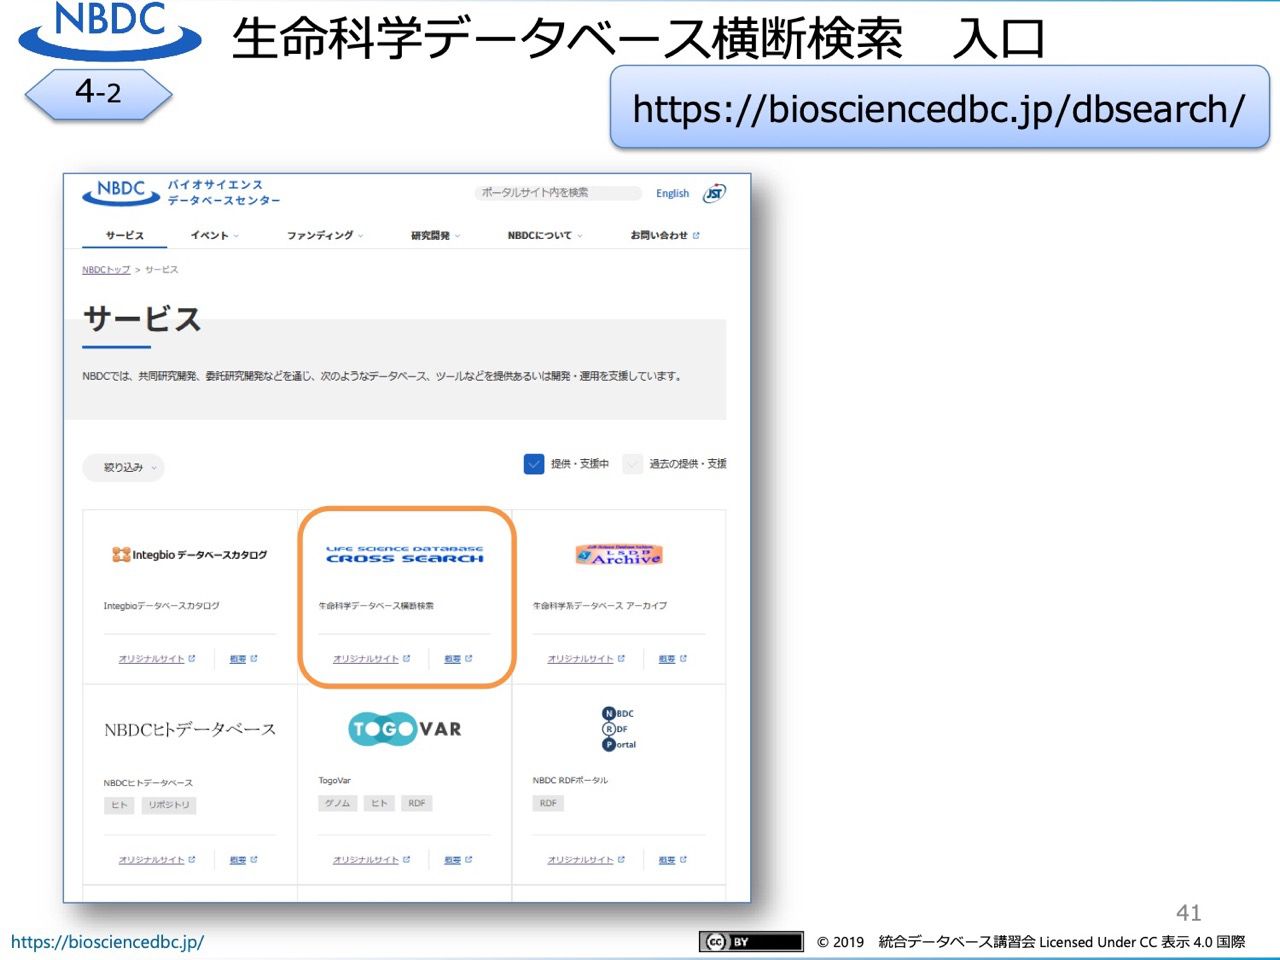 NBDC
生命科学データベース横断検索　入口
4-2
https://biosciencedbc.jp/dbsearch/
NBDC バイオサイエンス
データベースセンター
ポータルサイト内を検索 English JST
サービス イベント ファンディング 研究開発 NBDCについて お問い合わせ
NBDCトップ > サービス
サービス
NBDCでは、共同研究開発、委託研究開発などを通じ、次のようなデータベース、ツールなどを提供あるいは開発・運用を支援しています。
絞り込み 提供・支援中 過去の提供・支援
Integbio データベースカタログ
Integbioデータベースカタログ
オリジナルサイト 概要
LIFE SCIENCE DATABASE
CROSS SEARCH
生命科学データベース横断検索
オリジナルサイト 概要
LSDB
Archive
生命科学系データベース アーカイブ
オリジナルサイト 概要
NBDCヒトデータベース
NBDCヒトデータベース
ヒト リポジトリ
オリジナルサイト 概要
TOGO VAR
TogoVar
ゲノム ヒト RDF
オリジナルサイト 概要
NBDC
RDF
Portal
NBDC RDFポータル
RDF
オリジナルサイト 概要
41
https://biosciencedbc.jp/
CC BY © 2019　統合データベース講習会 Licensed Under CC 表示 4.0 国際